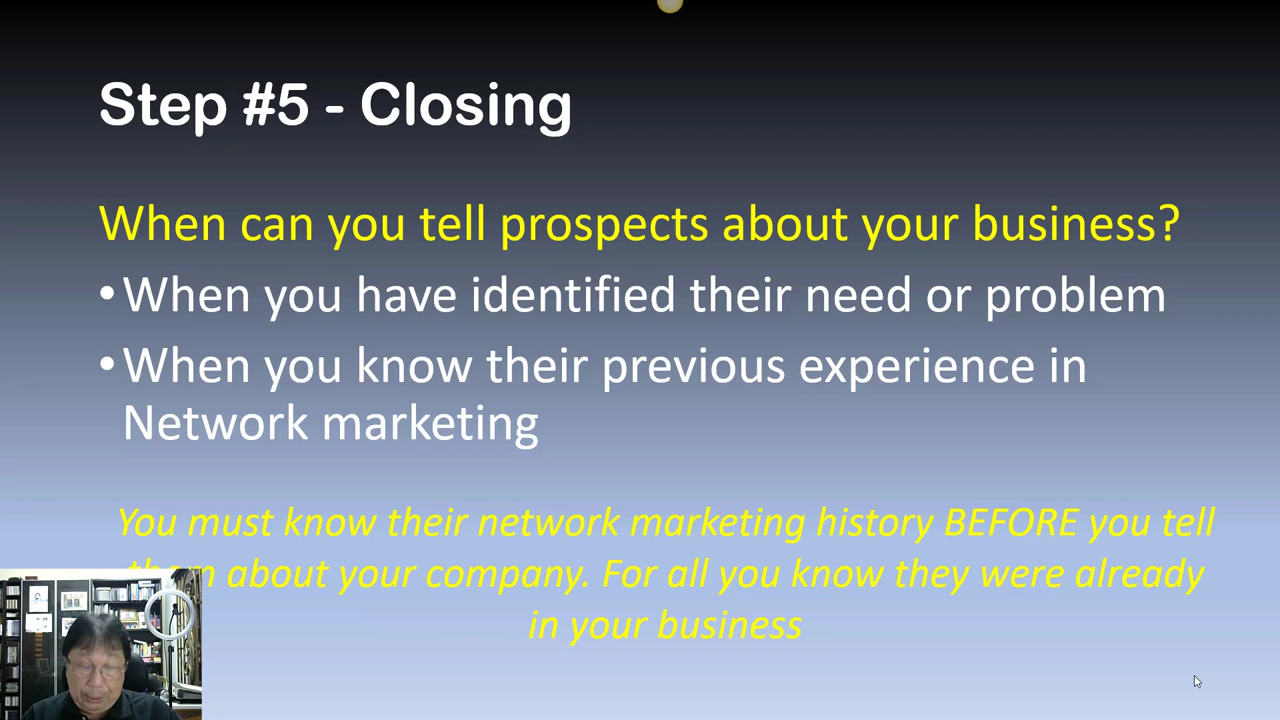 Step #5 - Closing
When can you tell prospects about your business?
•When you have identified their need or problem
•When you know their previous experience in
Network marketing
You must know their network marketing history BEFORE you tell
them about your company. For all you know they were already
in your business